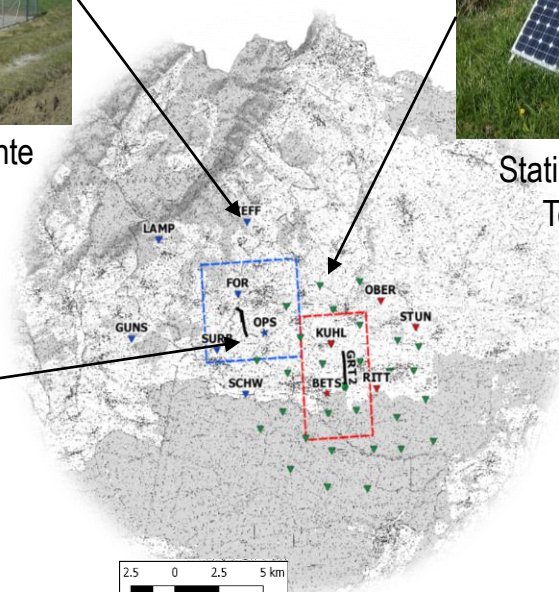 nte
Stati
T
LAMP
EFF
FOR
OBER
GUNS
SURB
OPS
KUHL
STUN
SCHW
BETS
GRT2
RITT
2.5 0 2.5 5 km